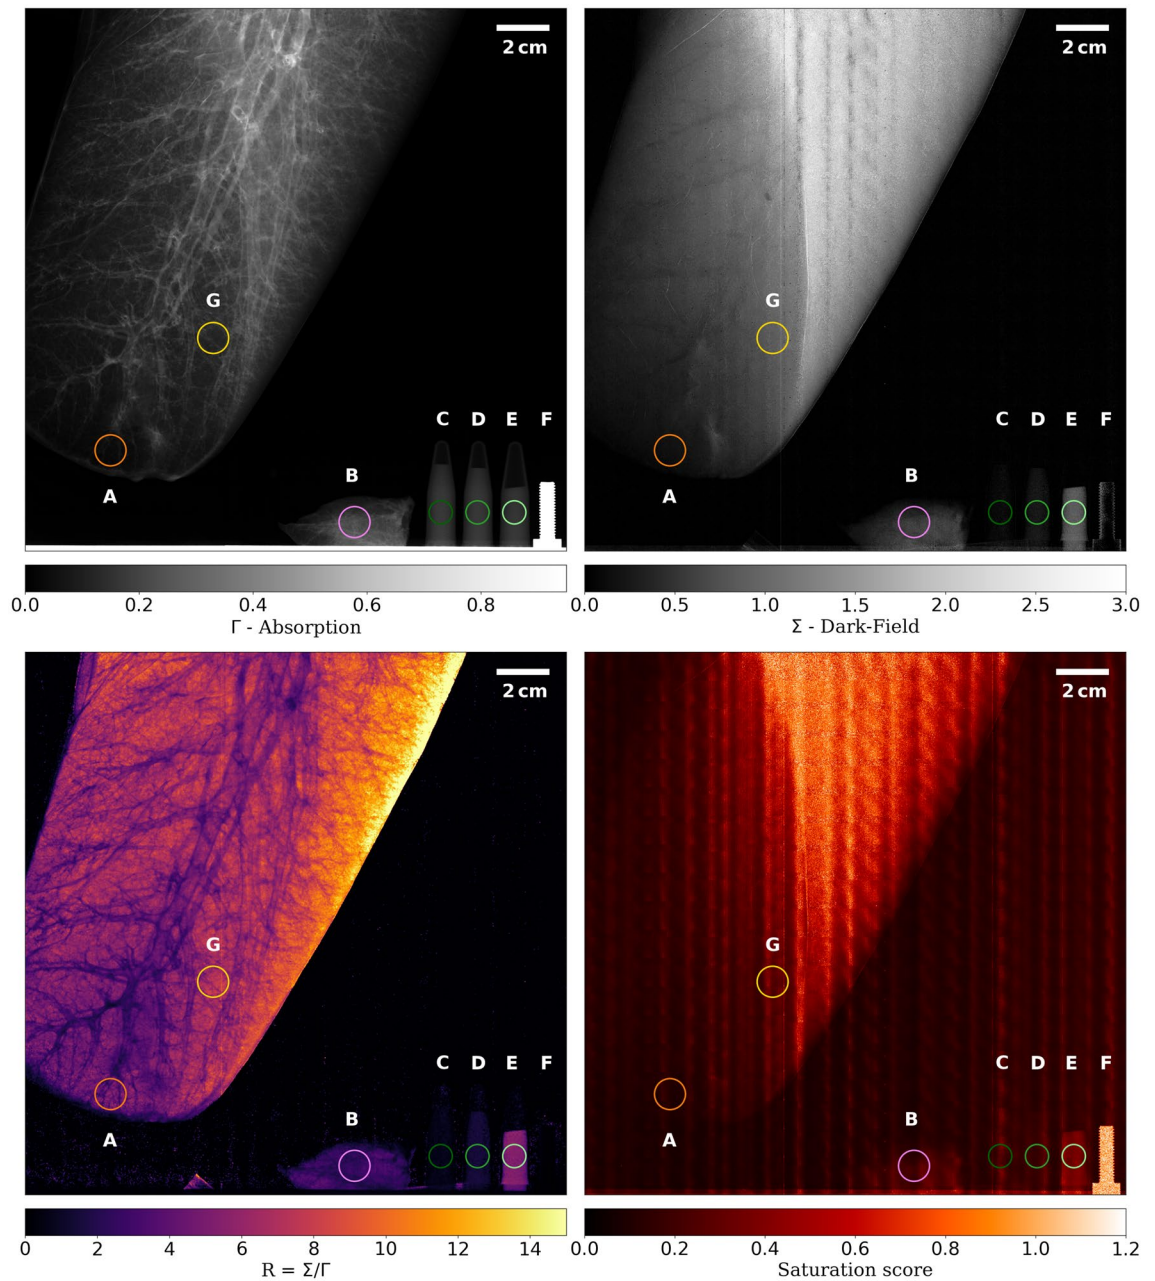 2 cm
G
A
B
C D E F
0.0 0.2 0.4 0.6 0.8
Γ - Absorption
2 cm
G
A
B
C D E F
0.0 0.5 1.0 1.5 2.0 2.5 3.0
Σ - Dark-Field
2 cm
G
A
B
C D E F
0 2 4 6 8 10 12 14
R = Σ/Γ
2 cm
G
A
B
C D E F
0.0 0.2 0.4 0.6 0.8 1.0 1.2
Saturation score